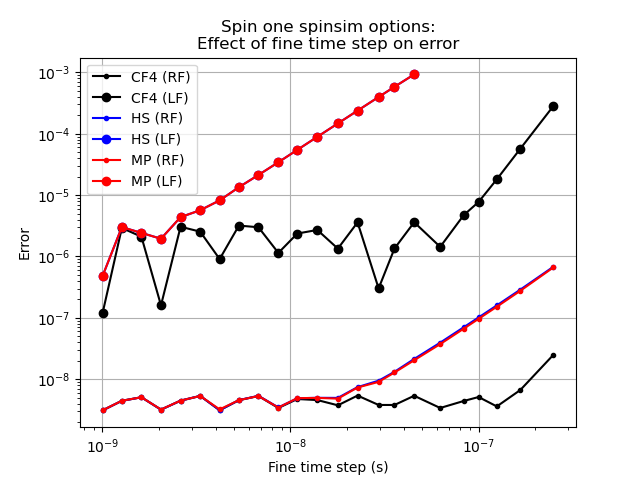 Spin one spinsim options:
Effect of fine time step on error
CF4 (RF)
CF4 (LF)
HS (RF)
HS (LF)
MP (RF)
MP (LF)
10⁻³
10⁻⁴
10⁻⁵
10⁻⁶
10⁻⁷
10⁻⁸
Error
10⁻⁹
10⁻⁸
10⁻⁷
Fine time step (s)